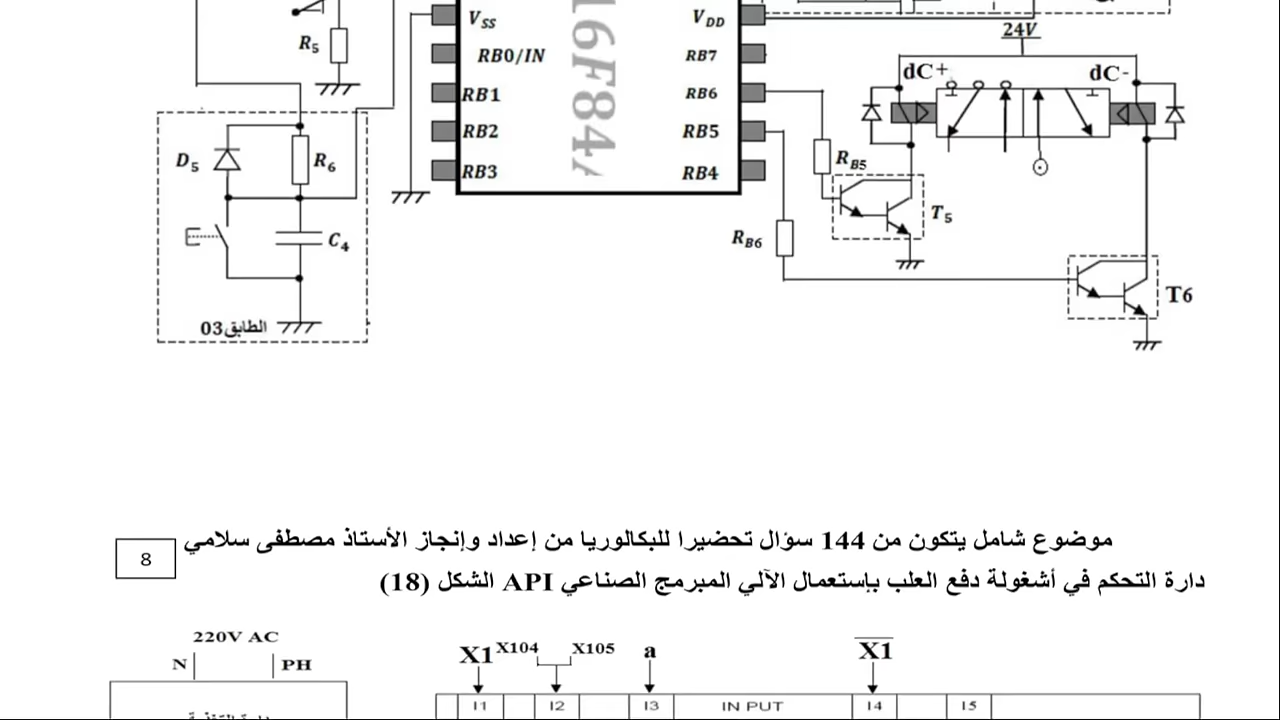 R5
VSS
VDD
24V
RB0/IN
RB7
dC+
dC-
RB1
RB6
16F84A
D5
R6
RB2
RB5
RB5
RB3
RB4
T5
C4
RB6
T6
الطابق03
موضوع شامل يتكون من 144 سؤال تحضيرا للبكالوريا من إعداد وإنجاز الأستاذ مصطفى سلامي
8
دارة التحكم في أشغولة دفع العلب بإستعمال الآلي المبرمج الصناعي API الشكل (18)
220V AC
N
PH
X1
X104
X105
a
X1
I1
I2
I3
IN PUT
I4
I5